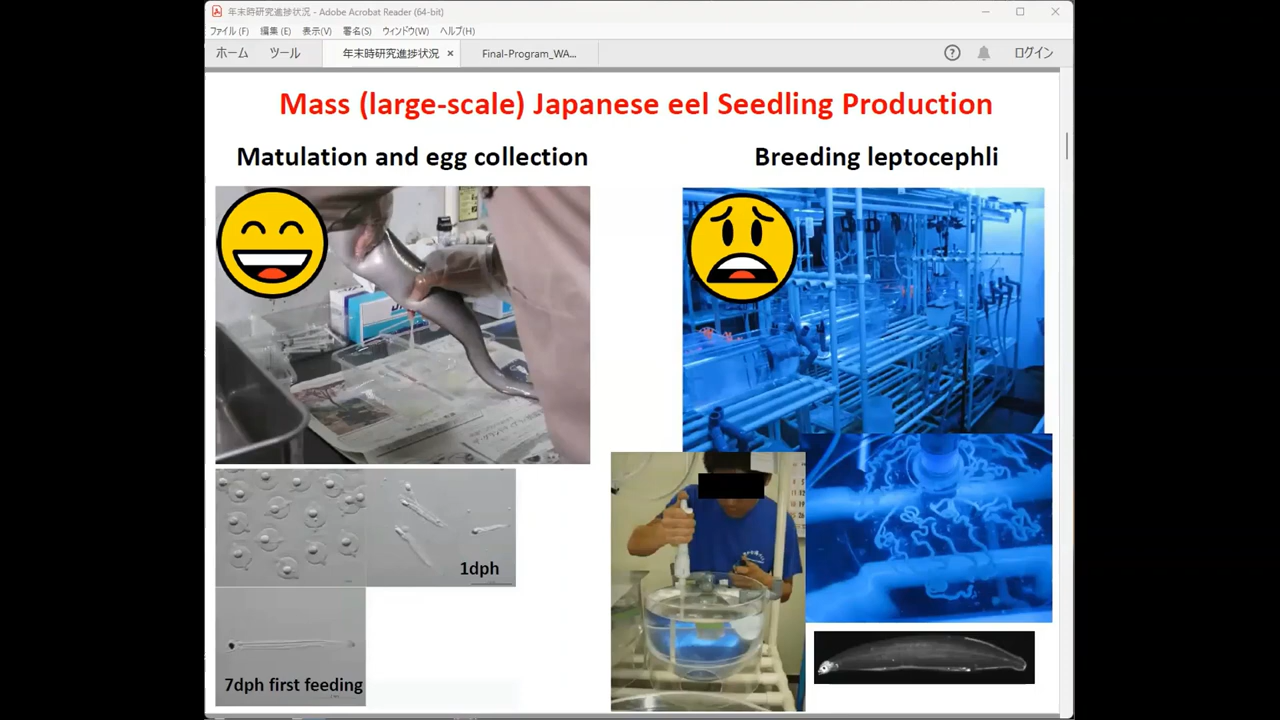 年末時研究進捗状況 - Adobe Acrobat Reader (64-bit)
ファイル(F) 編集(E) 表示(V) 署名(S) ウィンドウ(W) ヘルプ(H)
ホーム ツール 年末時研究進捗状況 × Final-Program_WA... ログイン
Mass (large-scale) Japanese eel Seedling Production
Matulation and egg collection
Breeding leptocephli
1dph
7dph first feeding